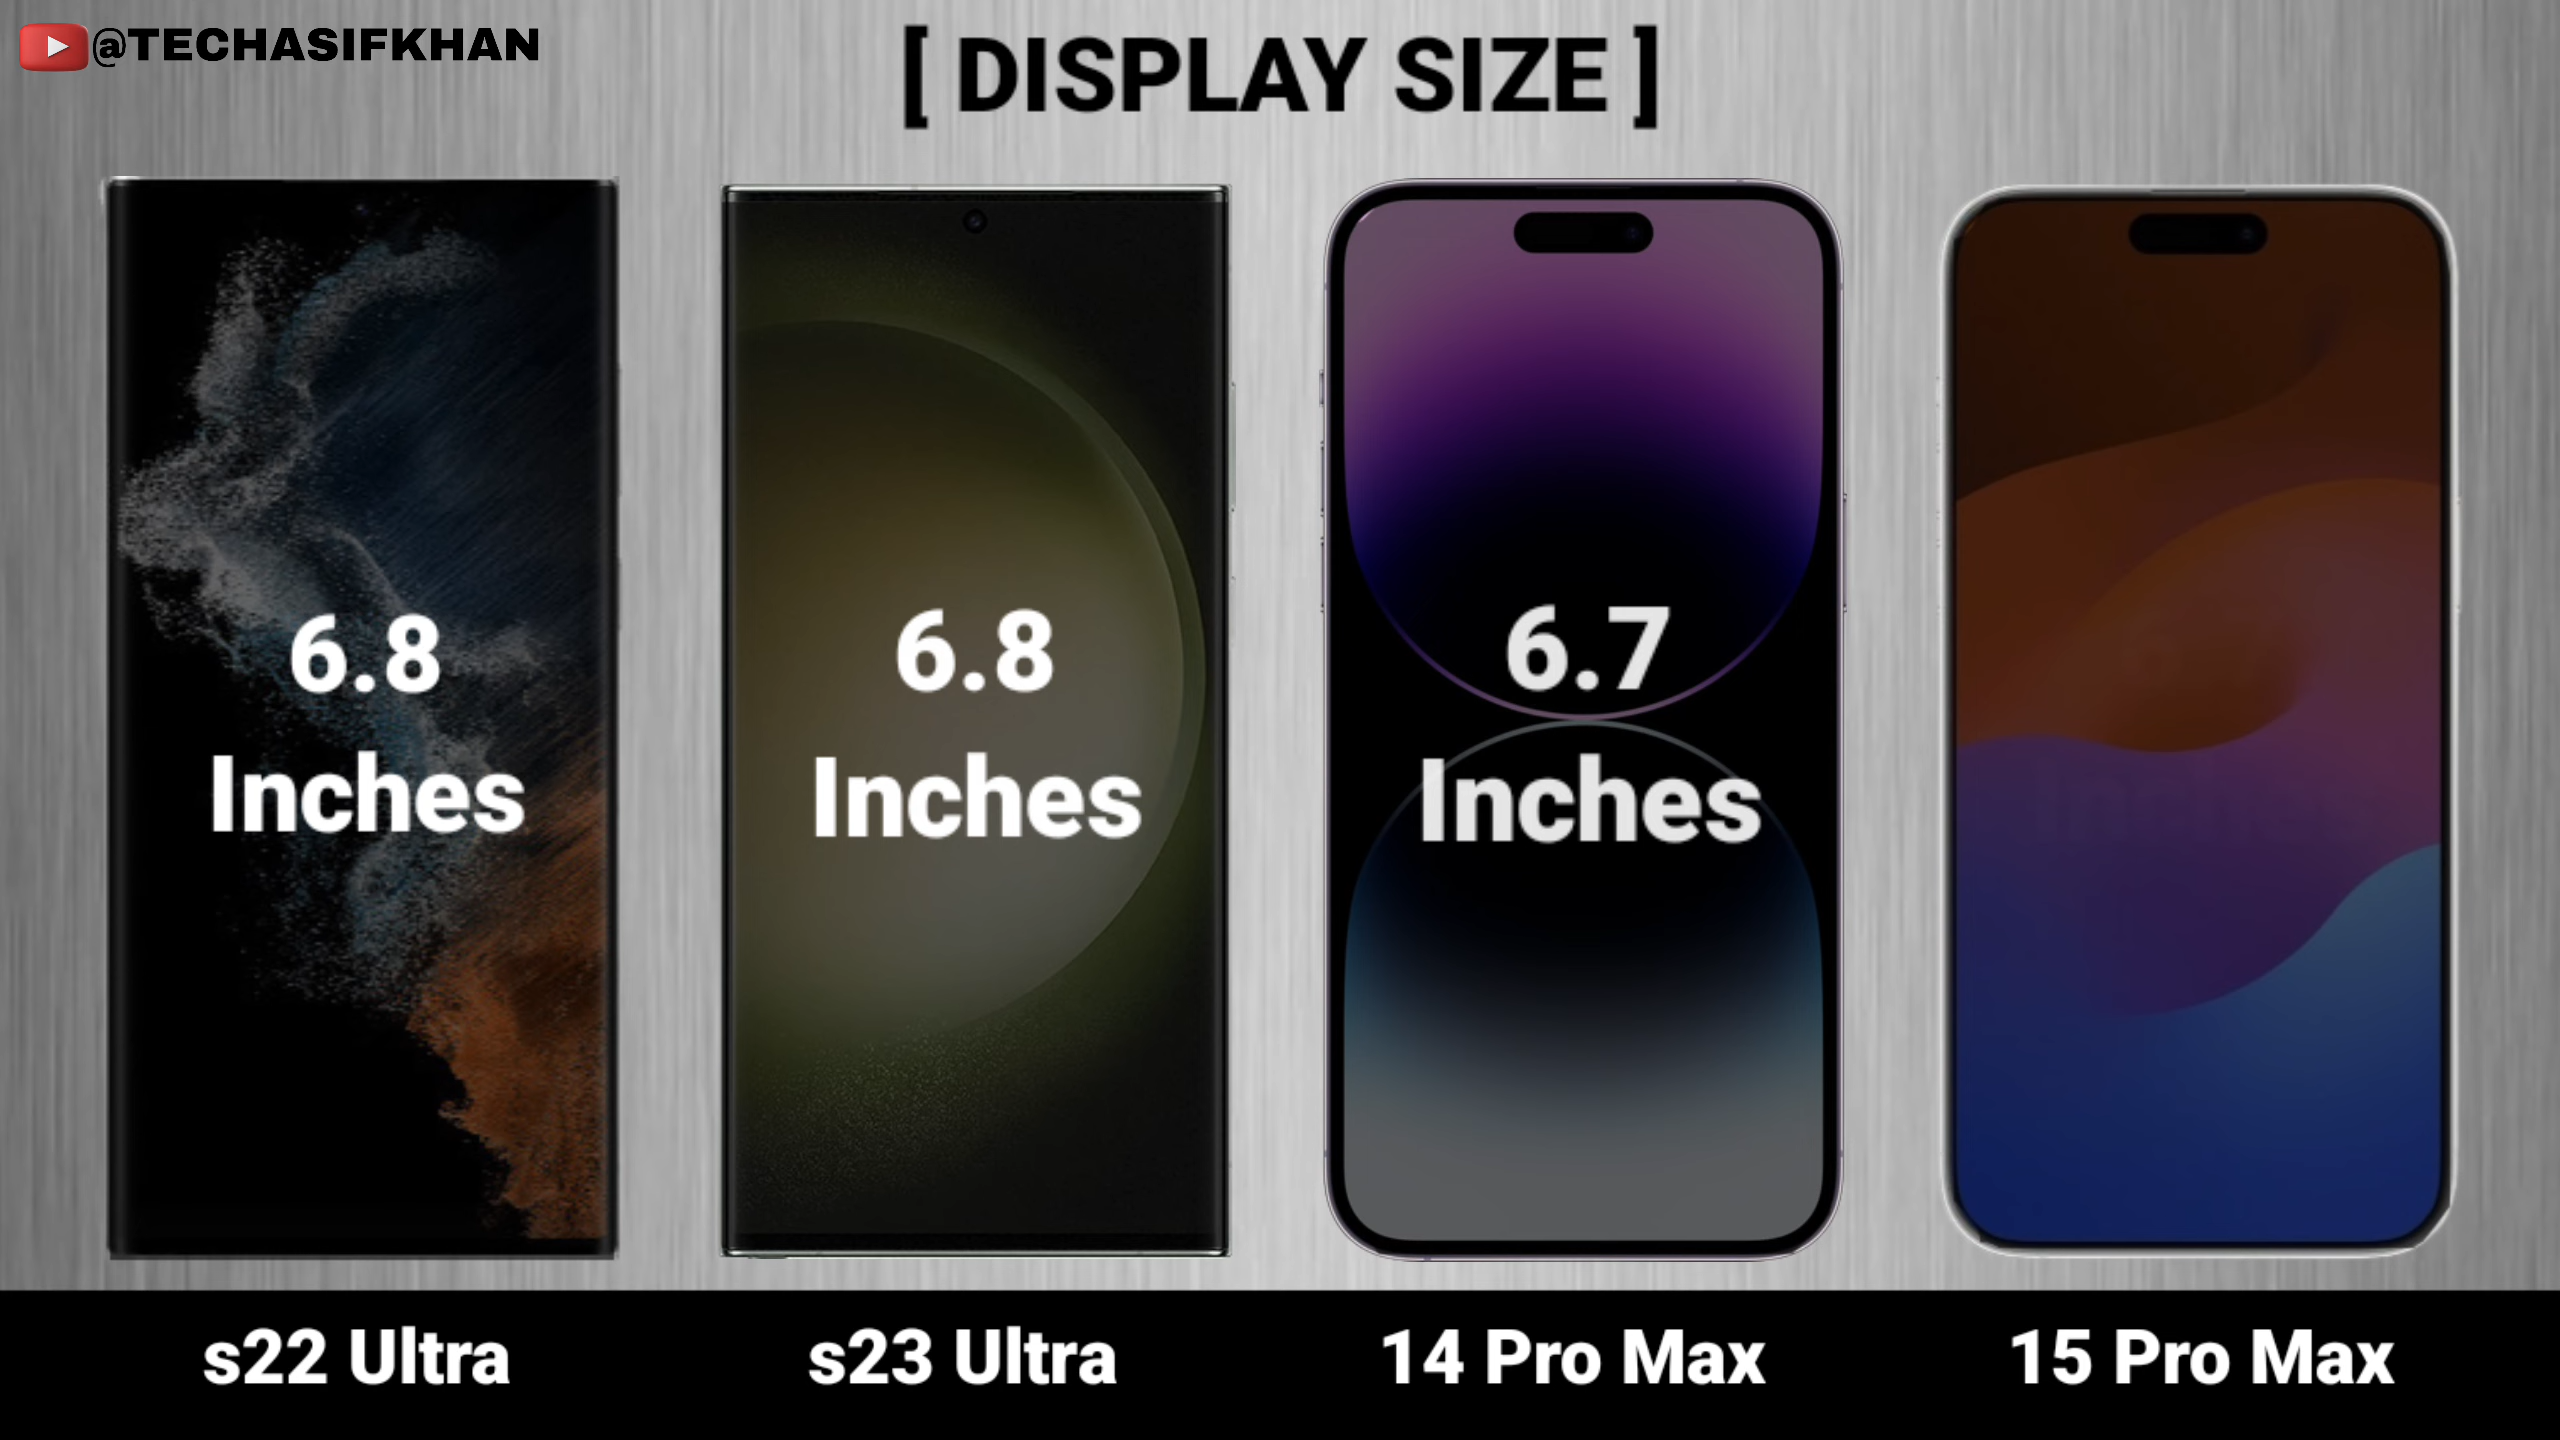 @TECHASIFKHAN
[ DISPLAY SIZE ]
6.8
Inches
6.8
Inches
6.7
Inches
s22 Ultra
s23 Ultra
14 Pro Max
15 Pro Max